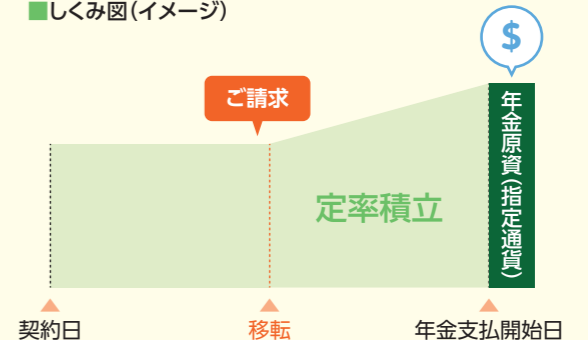 ■しくみ図（イメージ）
$
ご請求
定率積立
年金原資（指定通貨）
契約日
移転
年金支払開始日